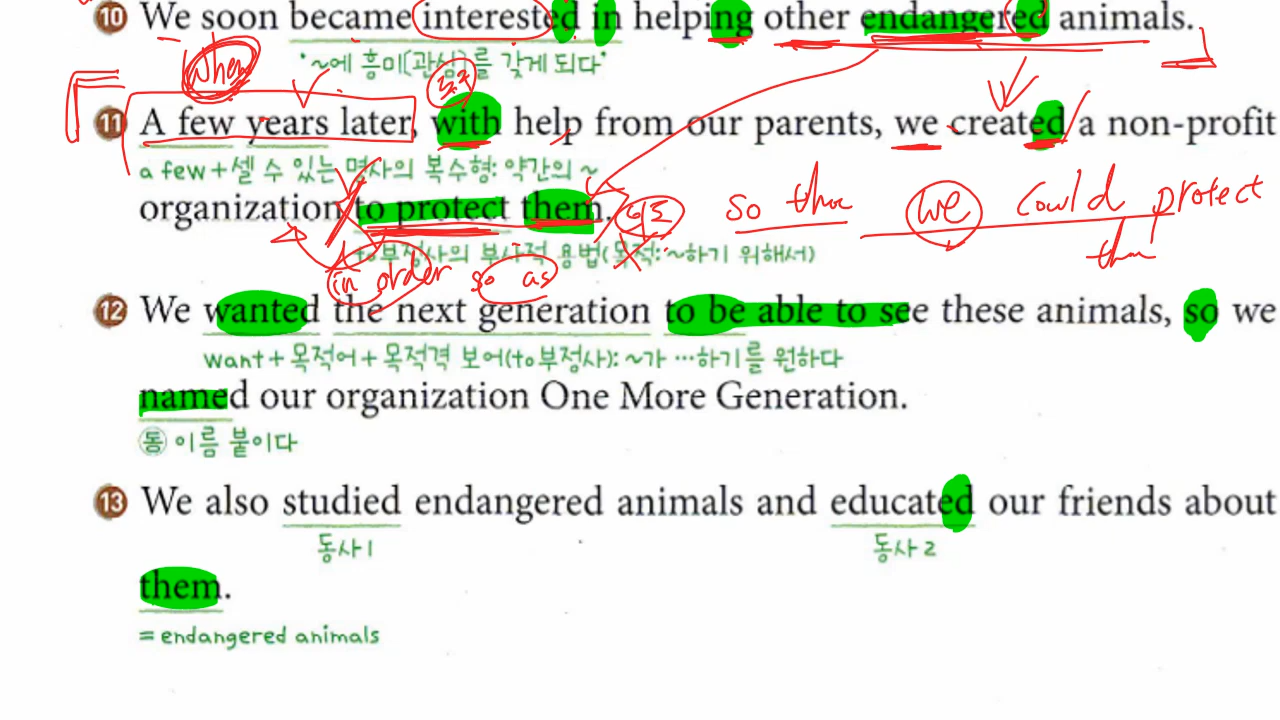 ⑩ We soon became interested in helping other endangered animals.
when
"~에 흥미[관심]를 갖게 되다"
⑪ A few years later, with help from our parents, we created a non-profit
a few + 셀 수 있는 명사의 복수형: 약간의 ~
organization to protect them.
so tha we could protect
tha
to부정사의 부사적 용법(목적: ~하기 위해서)
in order so as
⑫ We wanted the next generation to be able to see these animals, so we
want + 목적어 + 목적격 보어(to부정사): ~가 …하기를 원하다
named our organization One More Generation.
동 이름 붙이다
⑬ We also studied endangered animals and educated our friends about
동사 1 동사 2
them.
= endangered animals